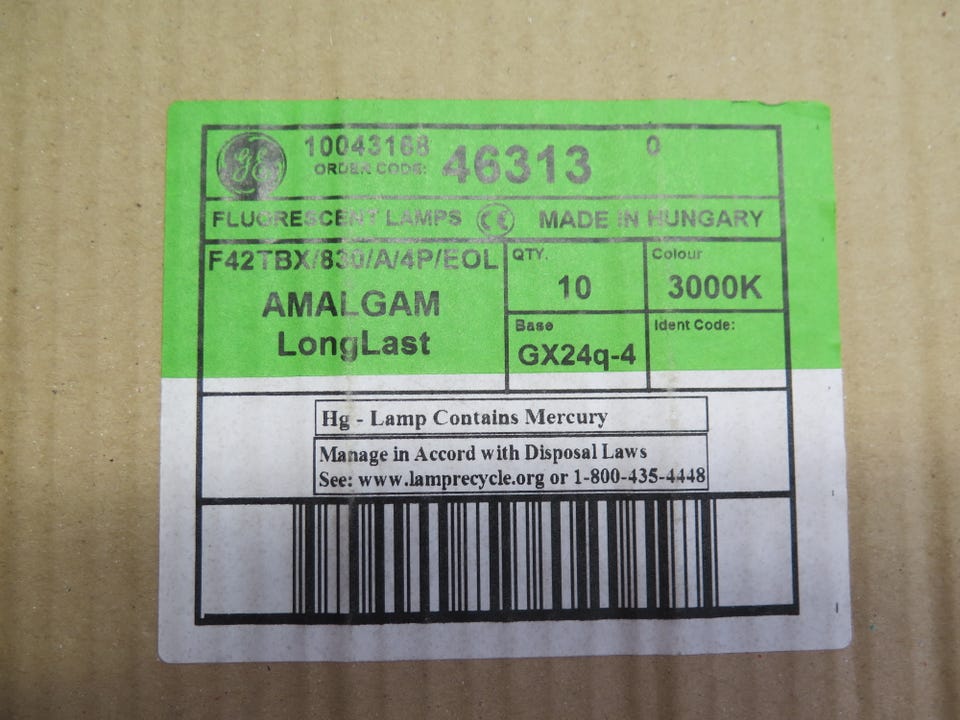 GE
10043168
ORDER CODE: 46313 0
FLUORESCENT LAMPS CE MADE IN HUNGARY
F42TBX/830/A/4P/EOL
AMALGAM
LongLast
QTY.
10
Colour
3000K
Base
GX24q-4
Ident Code:
Hg - Lamp Contains Mercury
Manage in Accord with Disposal Laws
See: www.lamprecycle.org or 1-800-435-4448